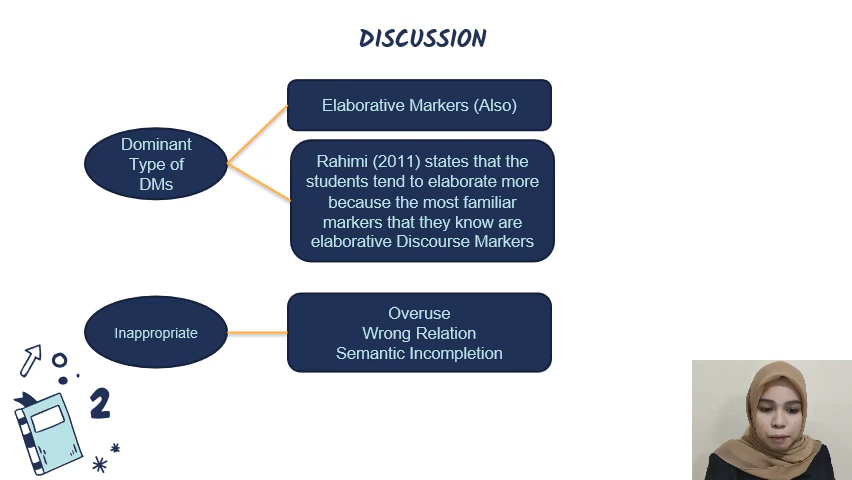 DISCUSSION
Dominant
Type of
DMs
Elaborative Markers (Also)
Rahimi (2011) states that the
students tend to elaborate more
because the most familiar
markers that they know are
elaborative Discourse Markers
Inappropriate
Overuse
Wrong Relation
Semantic Incompletion
2